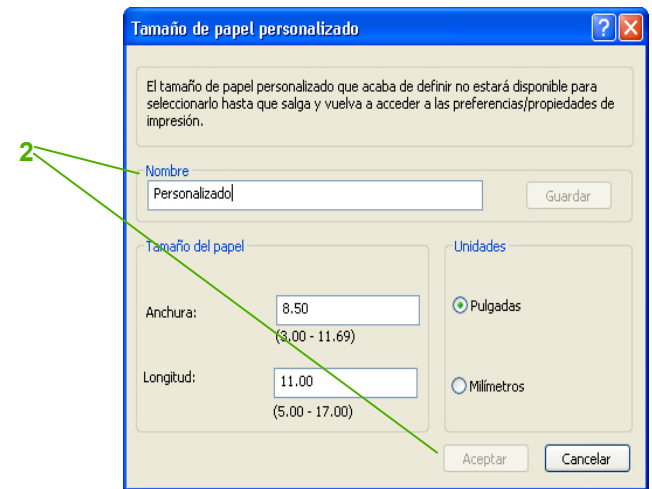 Tamaño de papel personalizado
El tamaño de papel personalizado que acaba de definir no estará disponible para
seleccionarlo hasta que salga y vuelva a acceder a las preferencias/propiedades de
impresión.
2
Nombre
Personalizado
Guardar
Tamaño del papel
Unidades
Anchura:
8.50
Pulgadas
(3,00 - 11.69)
Longitud:
11.00
Milímetros
(5.00 - 17.00)
Aceptar
Cancelar